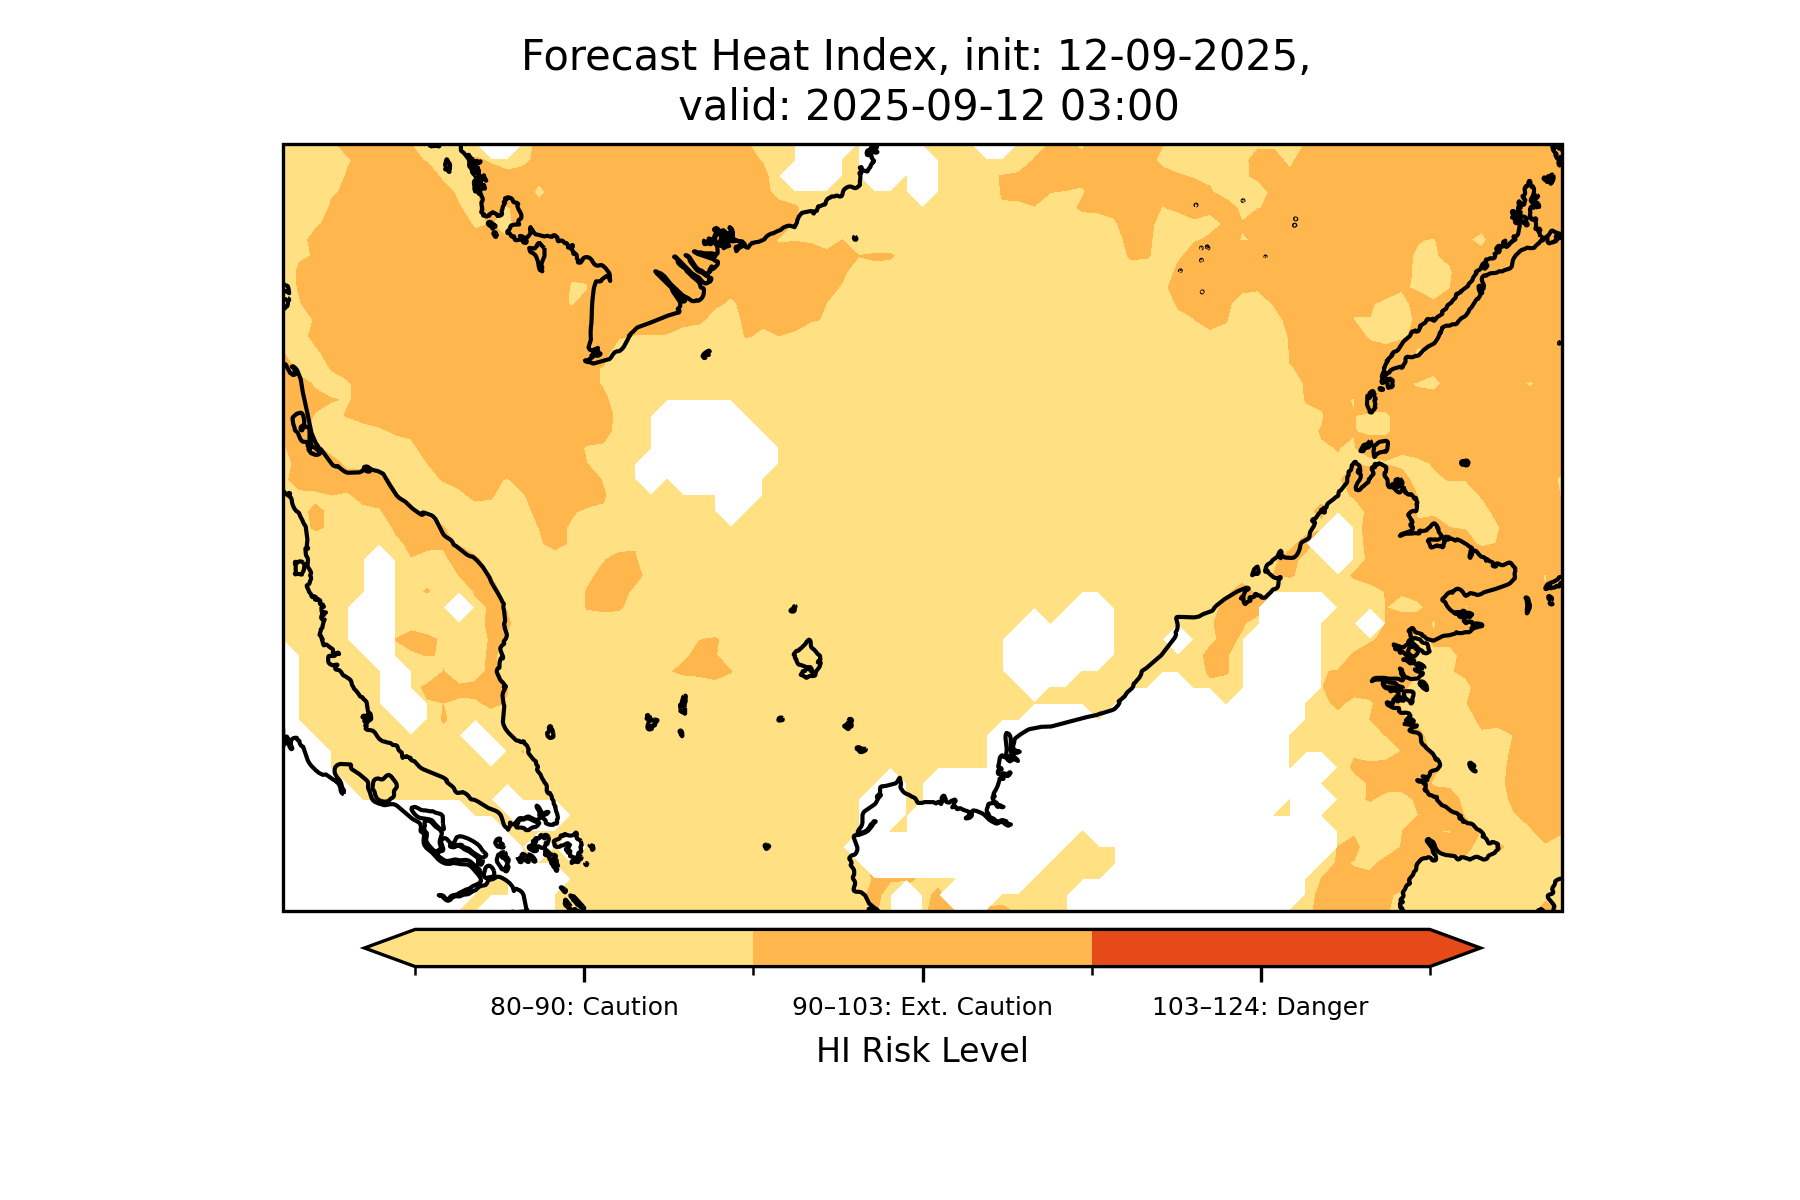 Forecast Heat Index, init: 12-09-2025,
valid: 2025-09-12 03:00
80–90: Caution
90–103: Ext. Caution
103–124: Danger
HI Risk Level